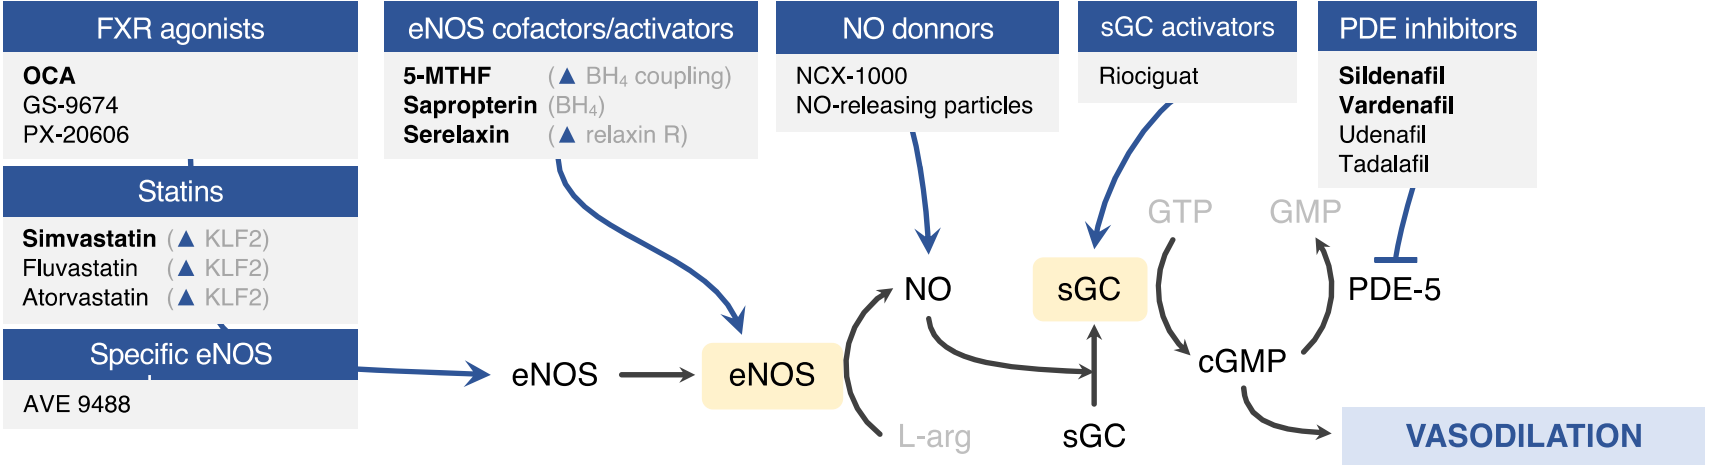 FXR agonists
OCA
GS-9674
PX-20606
Statins
Simvastatin (▲ KLF2)
Fluvastatin (▲ KLF2)
Atorvastatin (▲ KLF2)
Specific eNOS
AVE 9488
eNOS cofactors/activators
5-MTHF (▲ BH₄ coupling)
Sapropterin (BH₄)
Serelaxin (▲ relaxin R)
NO donnors
NCX-1000
NO-releasing particles
sGC activators
Riociguat
PDE inhibitors
Sildenafil
Vardenafil
Udenafil
Tadalafil
eNOS
eNOS
NO
L-arg
sGC
sGC
GTP
GMP
PDE-5
cGMP
VASODILATION